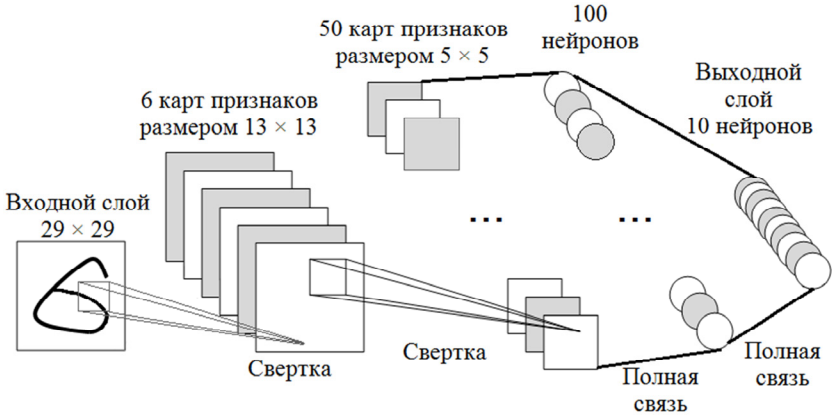 Входной слой
29 × 29
6 карт признаков
размером 13 × 13
50 карт признаков
размером 5 × 5
100
нейронов
Выходной
слой
10 нейронов
...
...
Свертка
Свертка
Полная
связь
Полная
связь